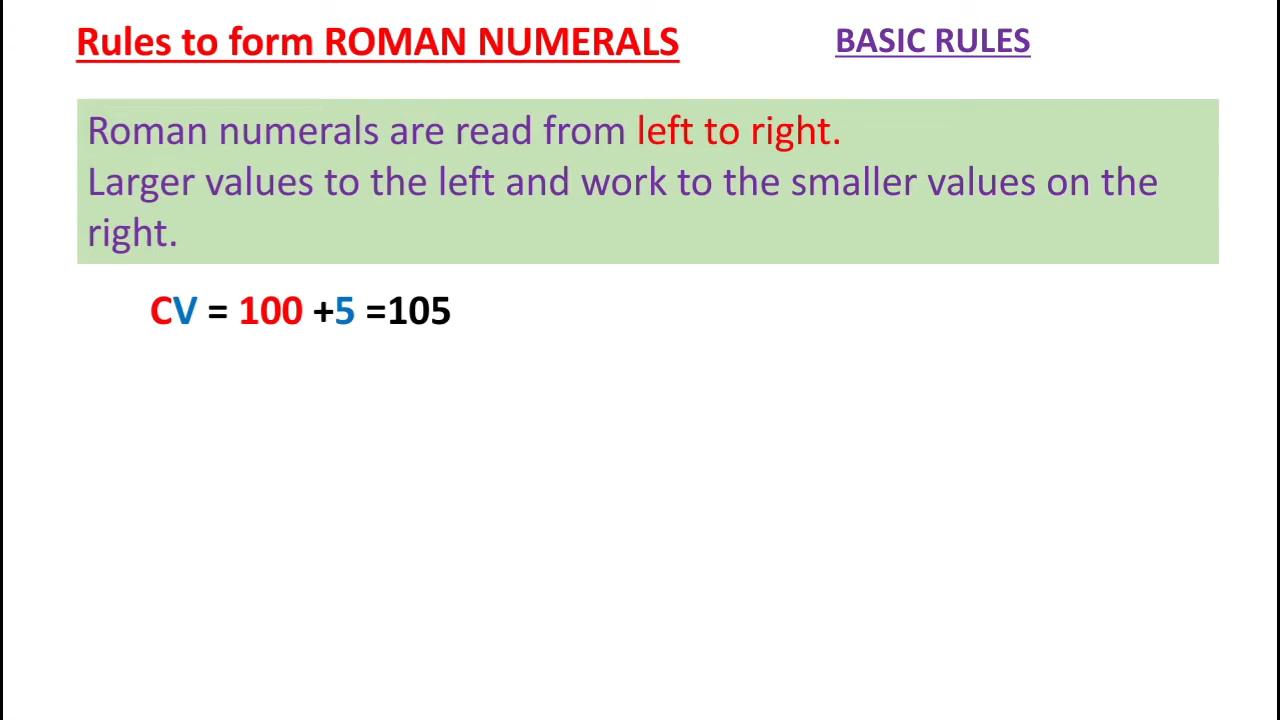 Rules to form ROMAN NUMERALS
BASIC RULES
Roman numerals are read from left to right.
Larger values to the left and work to the smaller values on the
right.
CV = 100 +5 =105